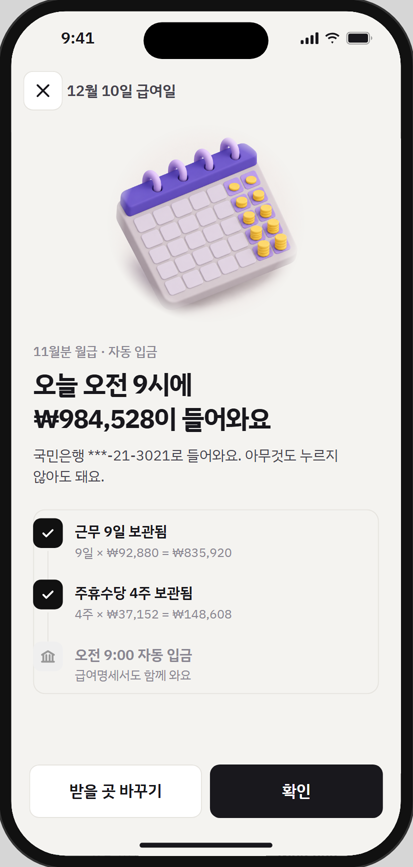 9:41
12월 10일 급여일
11월분 월급 · 자동 입금
오늘 오전 9시에
₩984,528이 들어와요
국민은행 ***-21-3021로 들어와요. 아무것도 누르지
않아도 돼요.
근무 9일 보관됨
9일 × ₩92,880 = ₩835,920
주휴수당 4주 보관됨
4주 × ₩37,152 = ₩148,608
오전 9:00 자동 입금
급여명세서도 함께 와요
받을 곳 바꾸기
확인